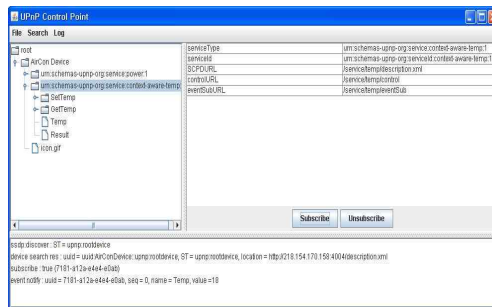 UPnP Control Point
File Search Log
root
AirCon Device
urn:schemas-upnp-org:service:power:1
urn:schemas-upnp-org:service:context-aware-temp:
SetTemp
GetTemp
Temp
Result
icon.gif
serviceType urn:schemas-upnp-org:service:context-aware-temp:1
serviceId urn:schemas-upnp-org:serviceId:context-aware-temp:1
SCPDURL /service/temp/description.xml
controlURL /service/temp/control
eventSubURL /service/temp/eventSub
Subscribe Unsubscribe
ssdp:discover : ST = upnp:rootdevice
device search res : uuid = uuid:AirConDevice::upnp:rootdevice, ST = upnp:rootdevice, location = http://218.154.170.158:4004/description.xml
subscribe : true (7181-a12a-e4e4-e0ab)
event notify : uuid = 7181-a12a-e4e4-e0ab, seq = 0, name = Temp, value =18